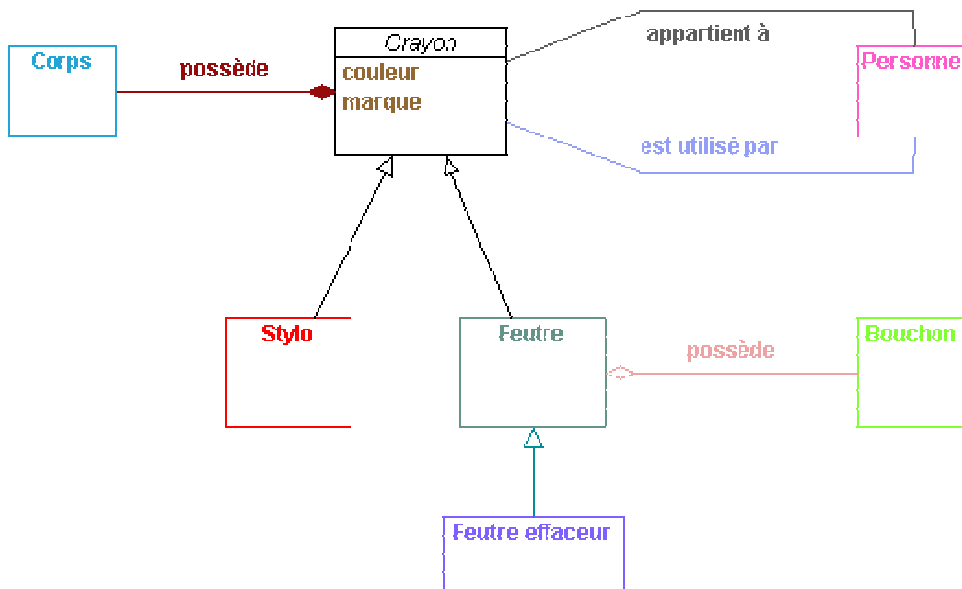 Crayon
appartient à
Corps
possède
Personne
couleur
marque
est utilisé par
Stylo
Feutre
Bouchon
possède
Feutre effaceur